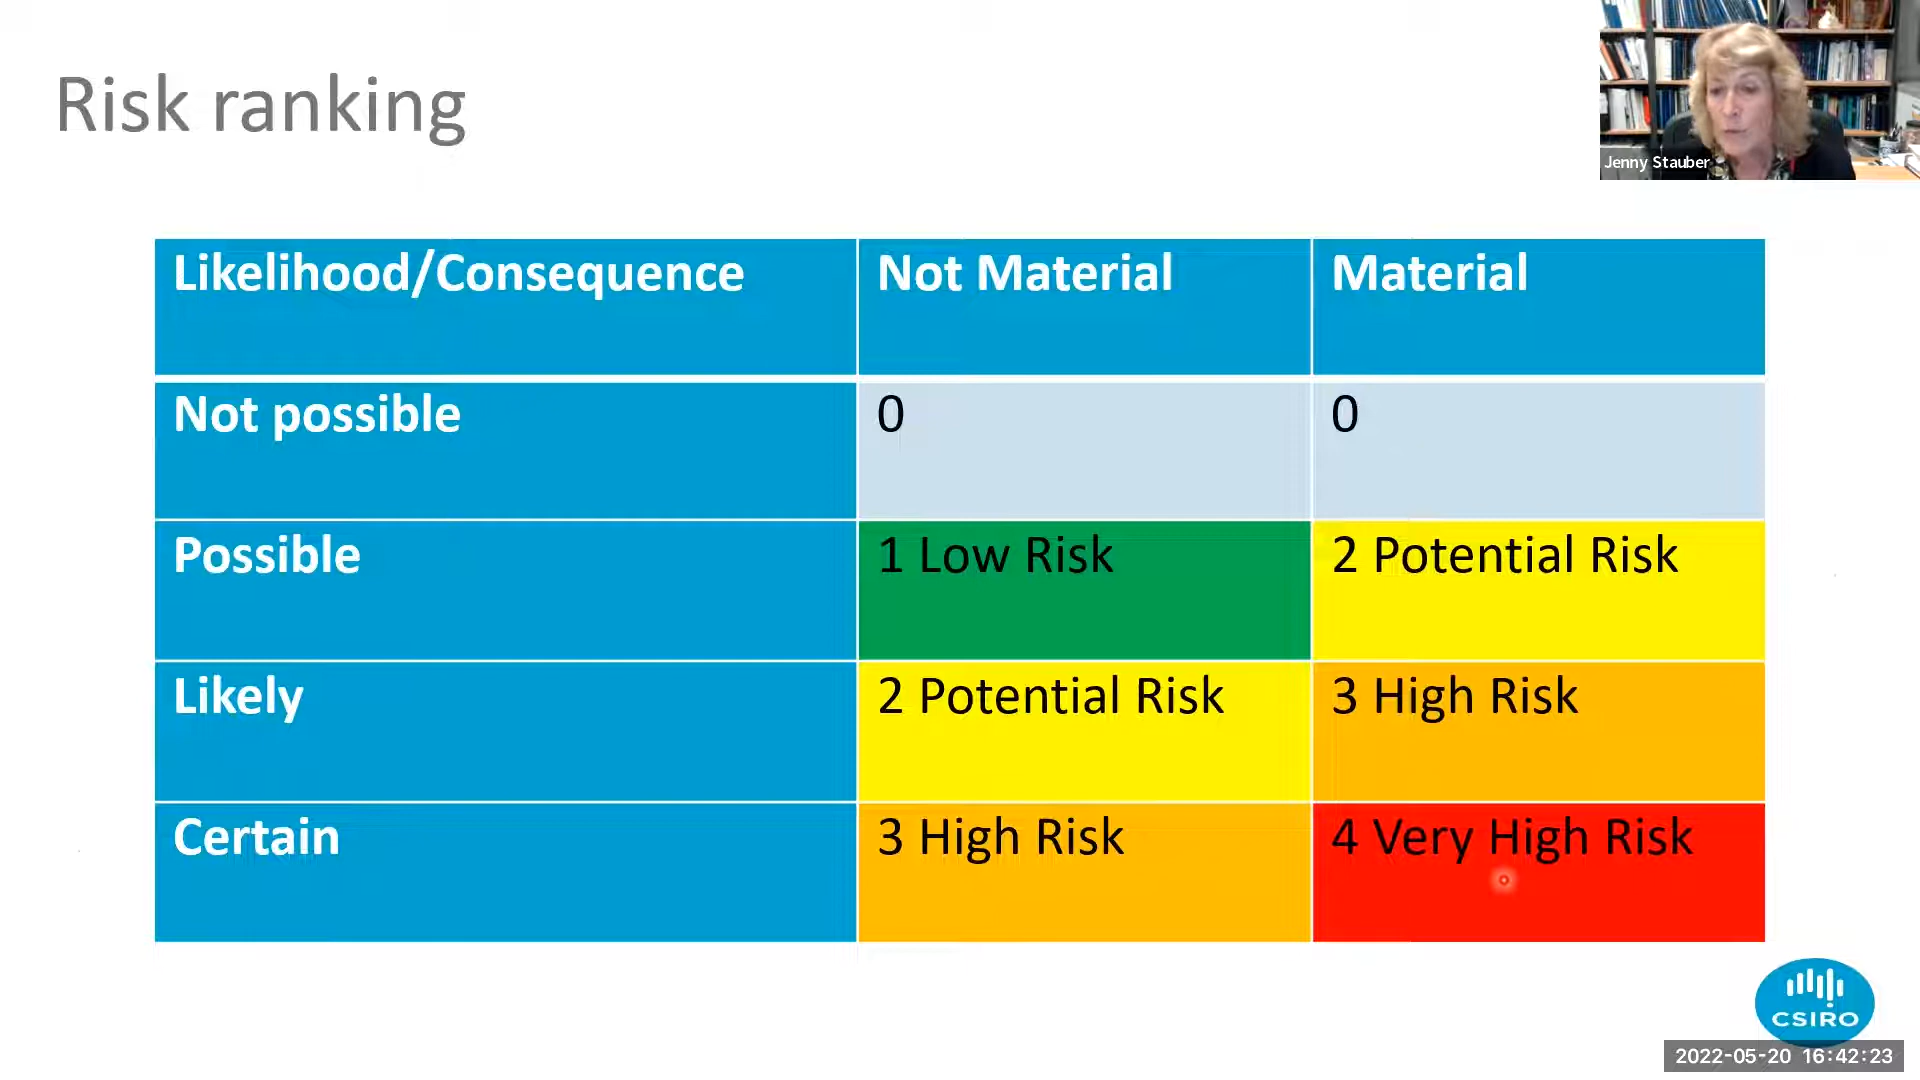 Risk ranking
Jenny Stauber
Likelihood/Consequence Not Material Material
Not possible 0 0
Possible 1 Low Risk 2 Potential Risk
Likely 2 Potential Risk 3 High Risk
Certain 3 High Risk 4 Very High Risk
CSIRO
2022-05-20 16:42:23